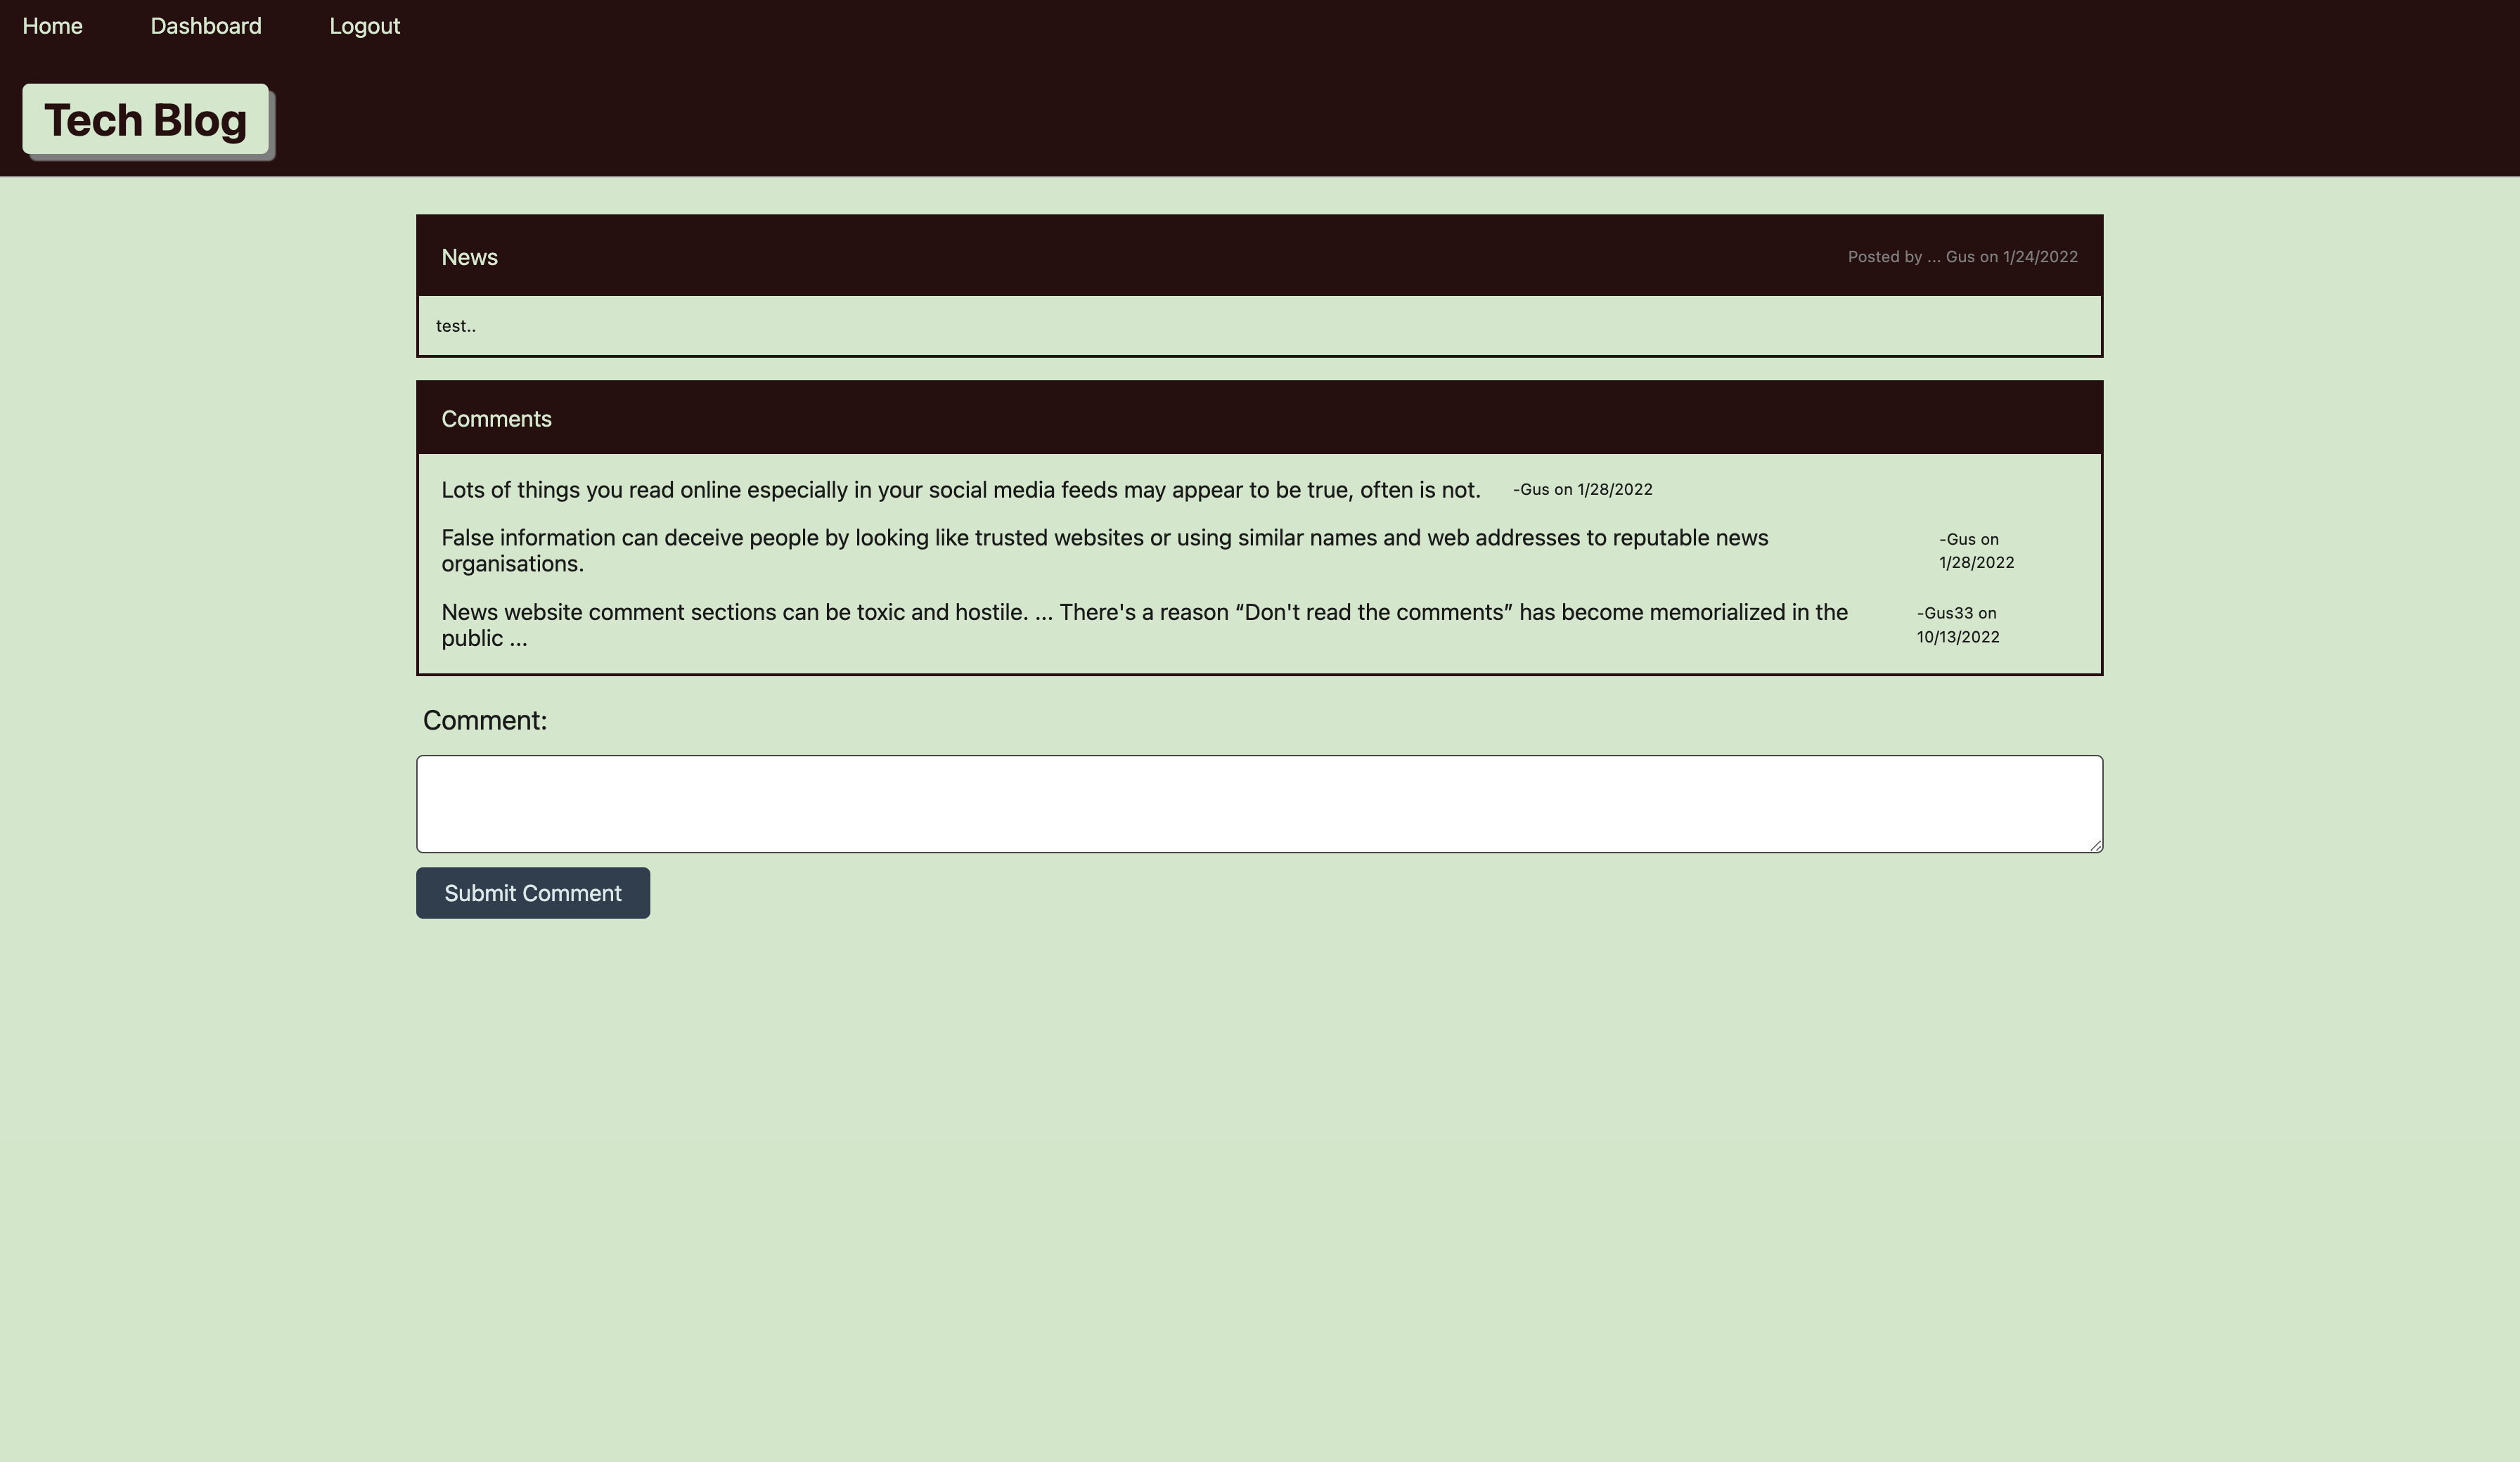 Home Dashboard Logout
Tech Blog
News Posted by ... Gus on 1/24/2022
test..
Comments
Lots of things you read online especially in your social media feeds may appear to be true, often is not. -Gus on 1/28/2022
False information can deceive people by looking like trusted websites or using similar names and web addresses to reputable news
organisations.
-Gus on
1/28/2022
News website comment sections can be toxic and hostile. ... There's a reason “Don't read the comments” has become memorialized in the
public ...
-Gus33 on
10/13/2022
Comment:
Submit Comment